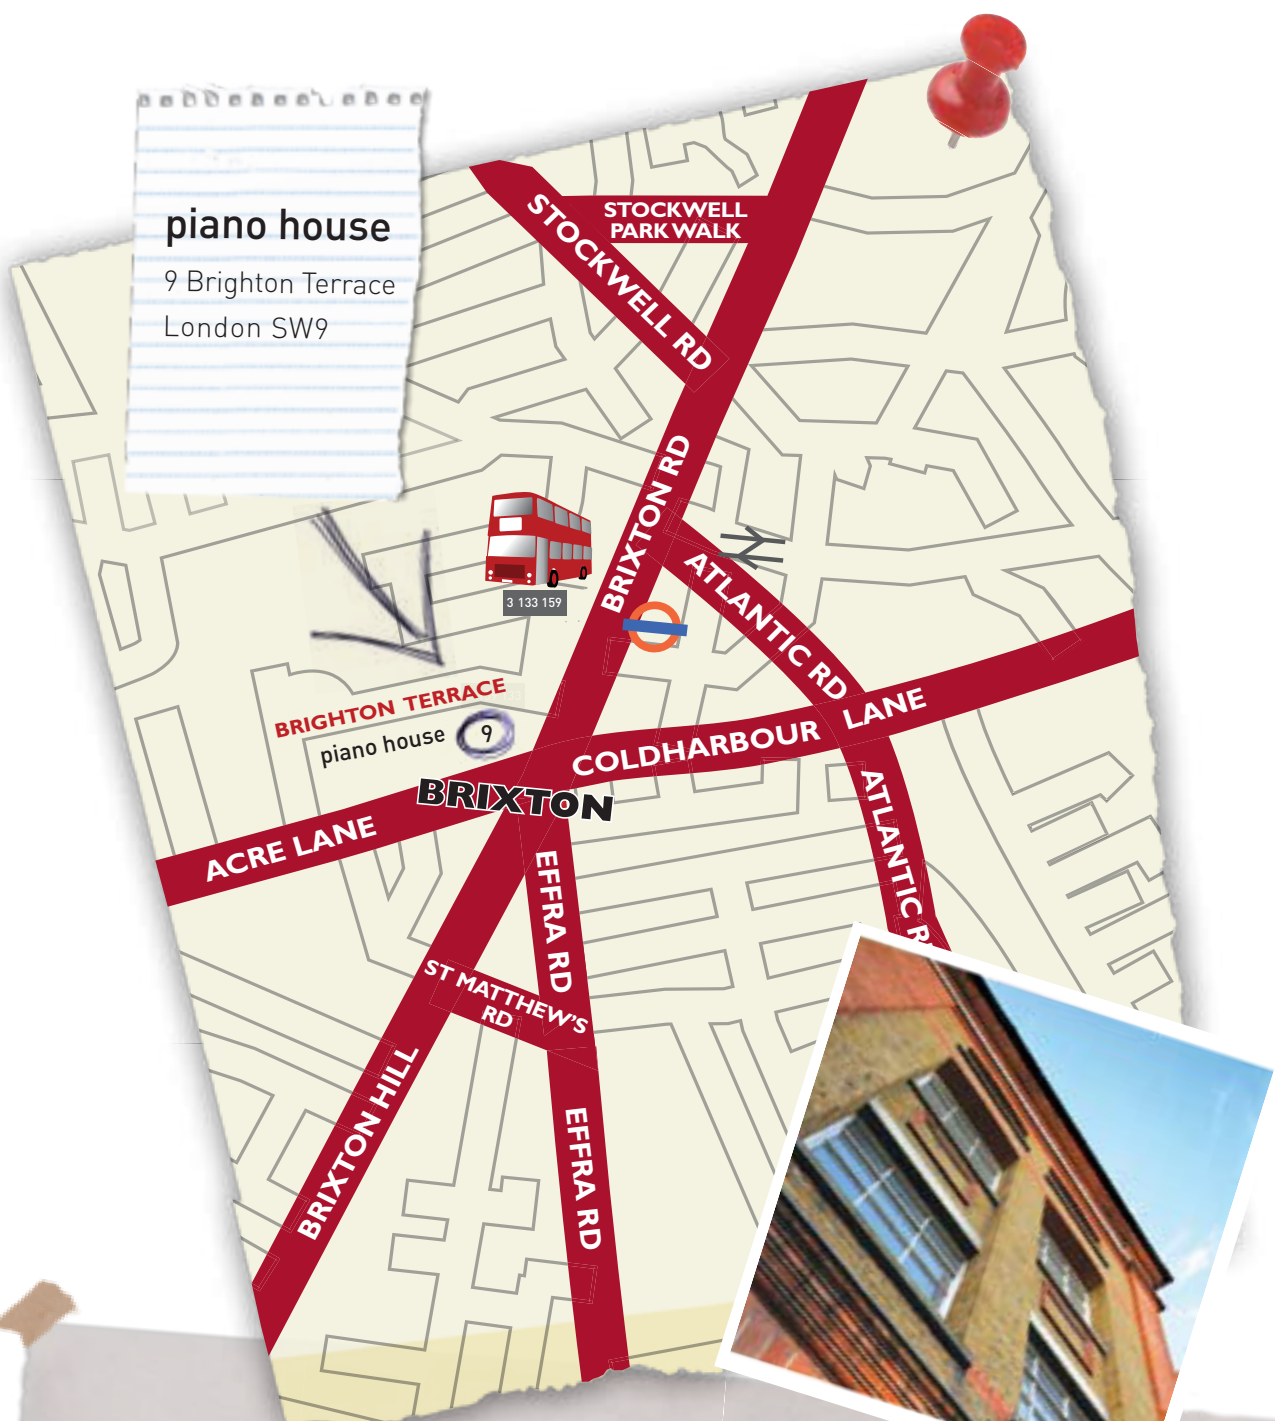 piano house
9 Brighton Terrace
London SW9
STOCKWELL
PARK WALK
STOCKWELL RD
BRIXTON RD
3 133 159
ATLANTIC RD
BRIGHTON TERRACE
piano house 9
COLDHARBOUR LANE
BRIXTON
ACRE LANE
ATLANTIC R
EFFRA RD
ST MATTHEW'S
RD
BRIXTON HILL
EFFRA RD